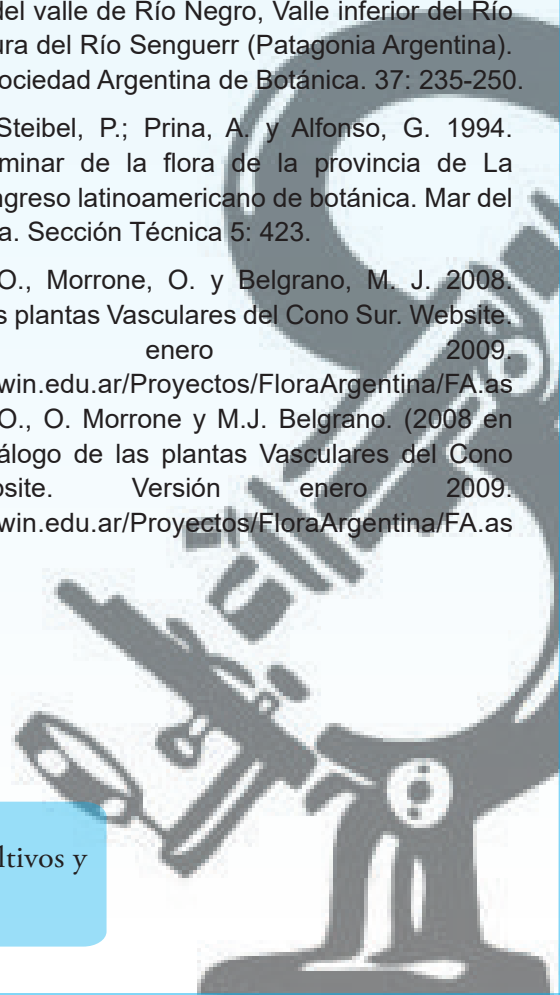 del valle de Río Negro, Valle inferior del Río
ura del Río Senguerr (Patagonia Argentina).
ociedad Argentina de Botánica. 37: 235-250.
Steibel, P.; Prina, A. y Alfonso, G. 1994.
minar de la flora de la provincia de La
ngreso latinoamericano de botánica. Mar del
a. Sección Técnica 5: 423.
O., Morrone, O. y Belgrano, M. J. 2008.
s plantas Vasculares del Cono Sur. Website.
enero 2009.
win.edu.ar/Proyectos/FloraArgentina/FA.as
O., O. Morrone y M.J. Belgrano. (2008 en
álogo de las plantas Vasculares del Cono
bsite. Versión enero 2009.
win.edu.ar/Proyectos/FloraArgentina/FA.as
ltivos y